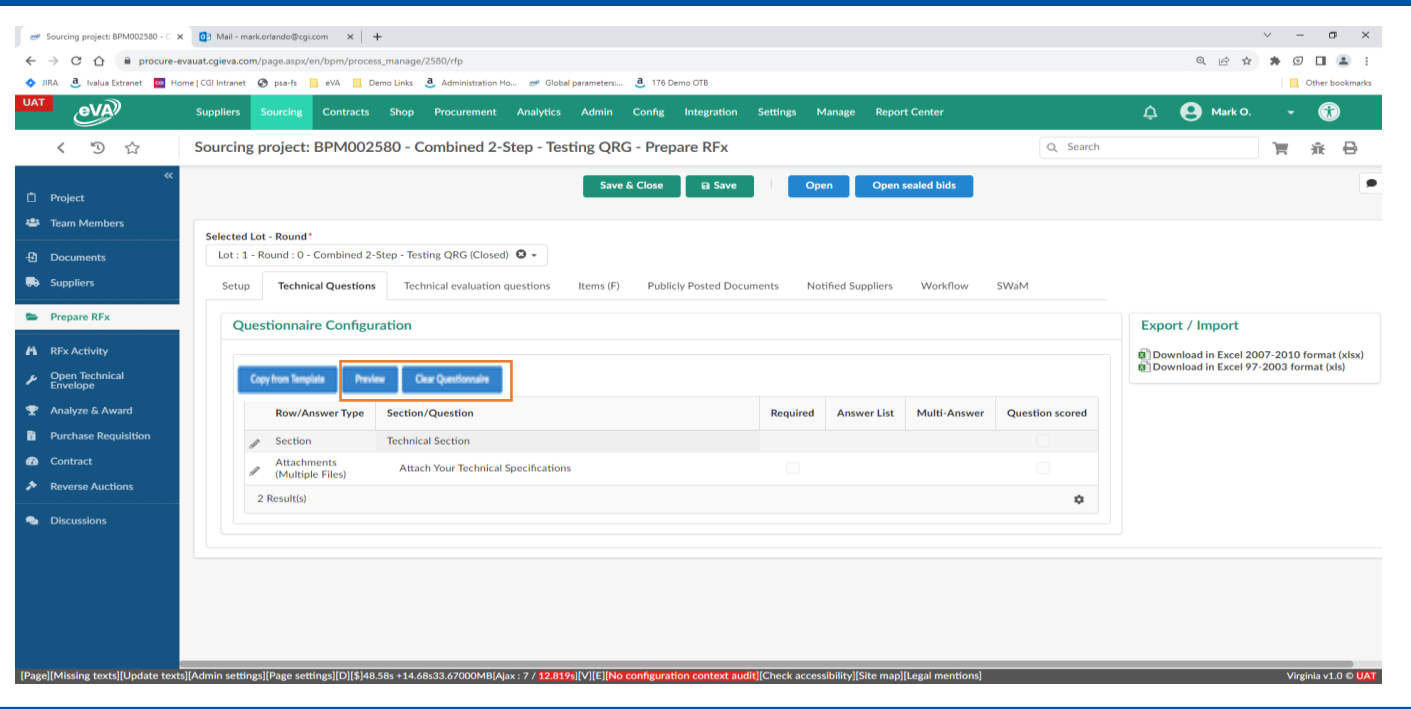 Sourcing project: BPM002580 - C
Mail - mark.orlando@cgi.com
procure-evauat.cgieva.com/page.aspx/en/bpm/process_manage/2580/rfp
JIRA Ivalua Extranet CGI Home | CGI Intranet psa-fs eVA Demo Links Administration Ho... Global parameters:... 176 Demo OTB Other bookmarks
UAT
eVA Suppliers Sourcing Contracts Shop Procurement Analytics Admin Config Integration Settings Manage Report Center Mark O.
Sourcing project: BPM002580 - Combined 2-Step - Testing QRG - Prepare RFx Search
Save & Close Save Open Open sealed bids
Project
Team Members
Documents
Suppliers
Prepare RFx
RFx Activity
Open Technical
Envelope
Analyze & Award
Purchase Requisition
Contract
Reverse Auctions
Discussions
Selected Lot - Round*
Lot : 1 - Round : 0 - Combined 2-Step - Testing QRG (Closed)
Setup Technical Questions Technical evaluation questions Items (F) Publicly Posted Documents Notified Suppliers Workflow SWaM
Questionnaire Configuration
Copy from Template Preview Clear Questionnaire
Row/Answer Type Section/Question Required Answer List Multi-Answer Question scored
Section Technical Section
Attachments
(Multiple Files) Attach Your Technical Specifications
2 Result(s)
Export / Import
Download in Excel 2007-2010 format (xlsx)
Download in Excel 97-2003 format (xls)
[Page][Missing texts][Update texts][Admin settings][Page settings][D][$]48.58s +14.68s33.67000MB[Ajax : 7 / 12.819s][V][E][No configuration context audit][Check accessibility][Site map][Legal mentions] Virginia v1.0 © UAT